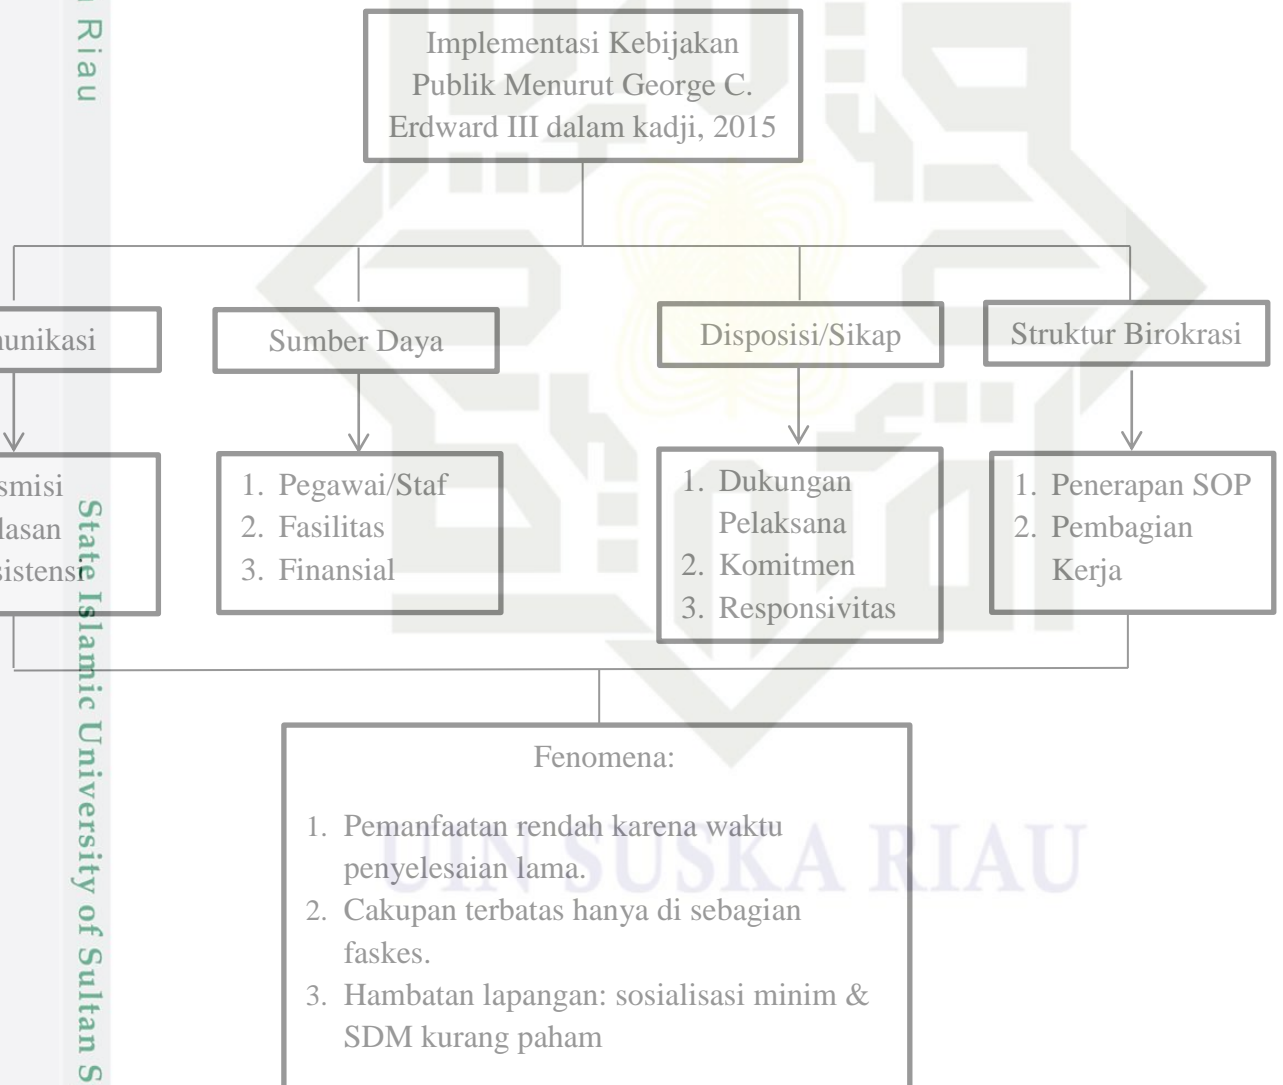 Riau
Implementasi Kebijakan
Publik Menurut George C.
Erdward III dalam kadji, 2015
unikasi
Sumber Daya
Disposisi/Sikap
Struktur Birokrasi
smisi
lasan
sistensi
1. Pegawai/Staf
2. Fasilitas
3. Finansial
1. Dukungan
Pelaksana
2. Komitmen
3. Responsivitas
1. Penerapan SOP
2. Pembagian
Kerja
State Islamic University of Sultan S
Fenomena:
1. Pemanfaatan rendah karena waktu
penyelesaian lama.
2. Cakupan terbatas hanya di sebagian
faskes.
3. Hambatan lapangan: sosialisasi minim &
SDM kurang paham
UIN SUSKA RIAU